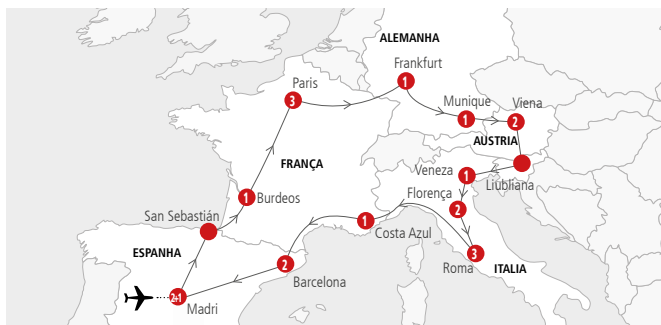 ALEMANHA
Frankfurt
1
Paris
3
Munique
1
Viena
2
ÁUSTRIA
FRANÇA
Veneza
1
Liubliana
Florença
2
Burdeos
1
San Sebastián
Costa Azul
1
Roma
3
ITALIA
ESPANHA
Barcelona
2
Madri
2+1